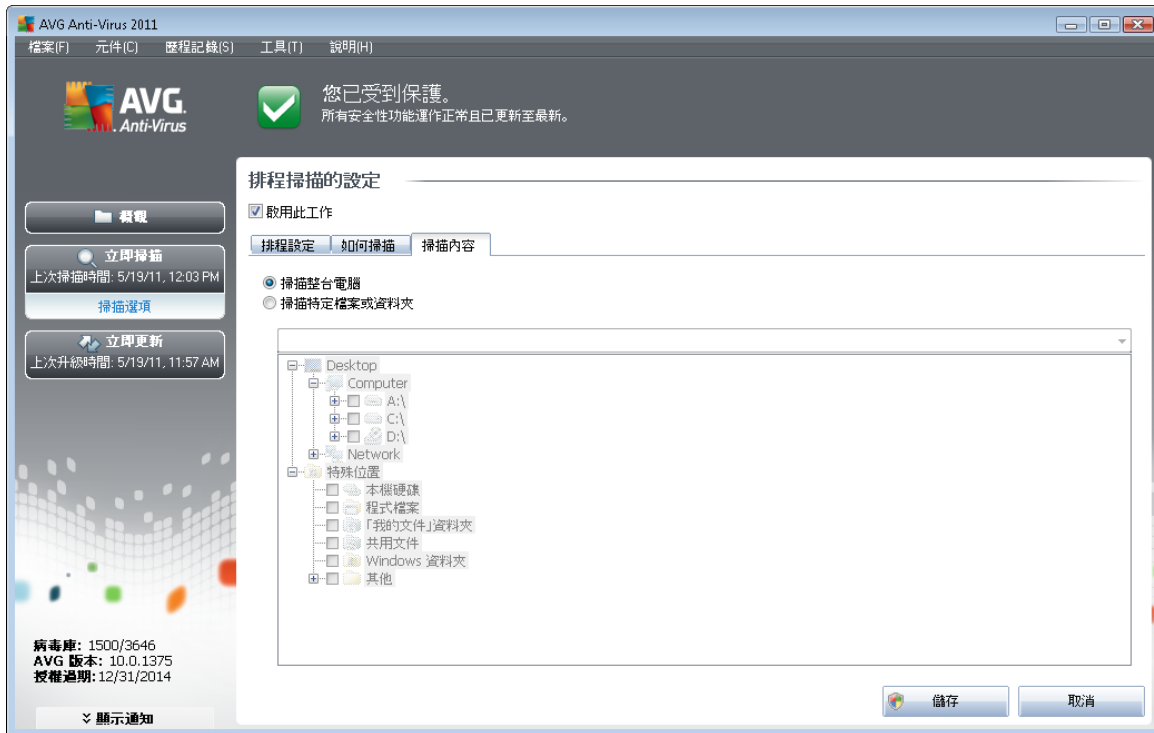 AVG Anti-Virus 2011
檔案(F) 元件(C) 歷程記錄(S) 工具(T) 說明(H)
AVG.
Anti-Virus
您已受到保護。
所有安全性功能運作正常且已更新至最新。
概觀
立即掃描
上次掃描時間: 5/19/11, 12:03 PM
掃描選項
立即更新
上次升級時間: 5/19/11, 11:57 AM
病毒庫: 1500/3646
AVG 版本: 10.0.1375
授權過期: 12/31/2014
顯示通知
排程掃描的設定
啟用此工作
排程設定 如何掃描 掃描內容
掃描整台電腦
掃描特定檔案或資料夾
Desktop
Computer
A:\
C:\
D:\
Network
特殊位置
本機硬碟
程式檔案
「我的文件」資料夾
共用文件
Windows 資料夾
其他
儲存 取消